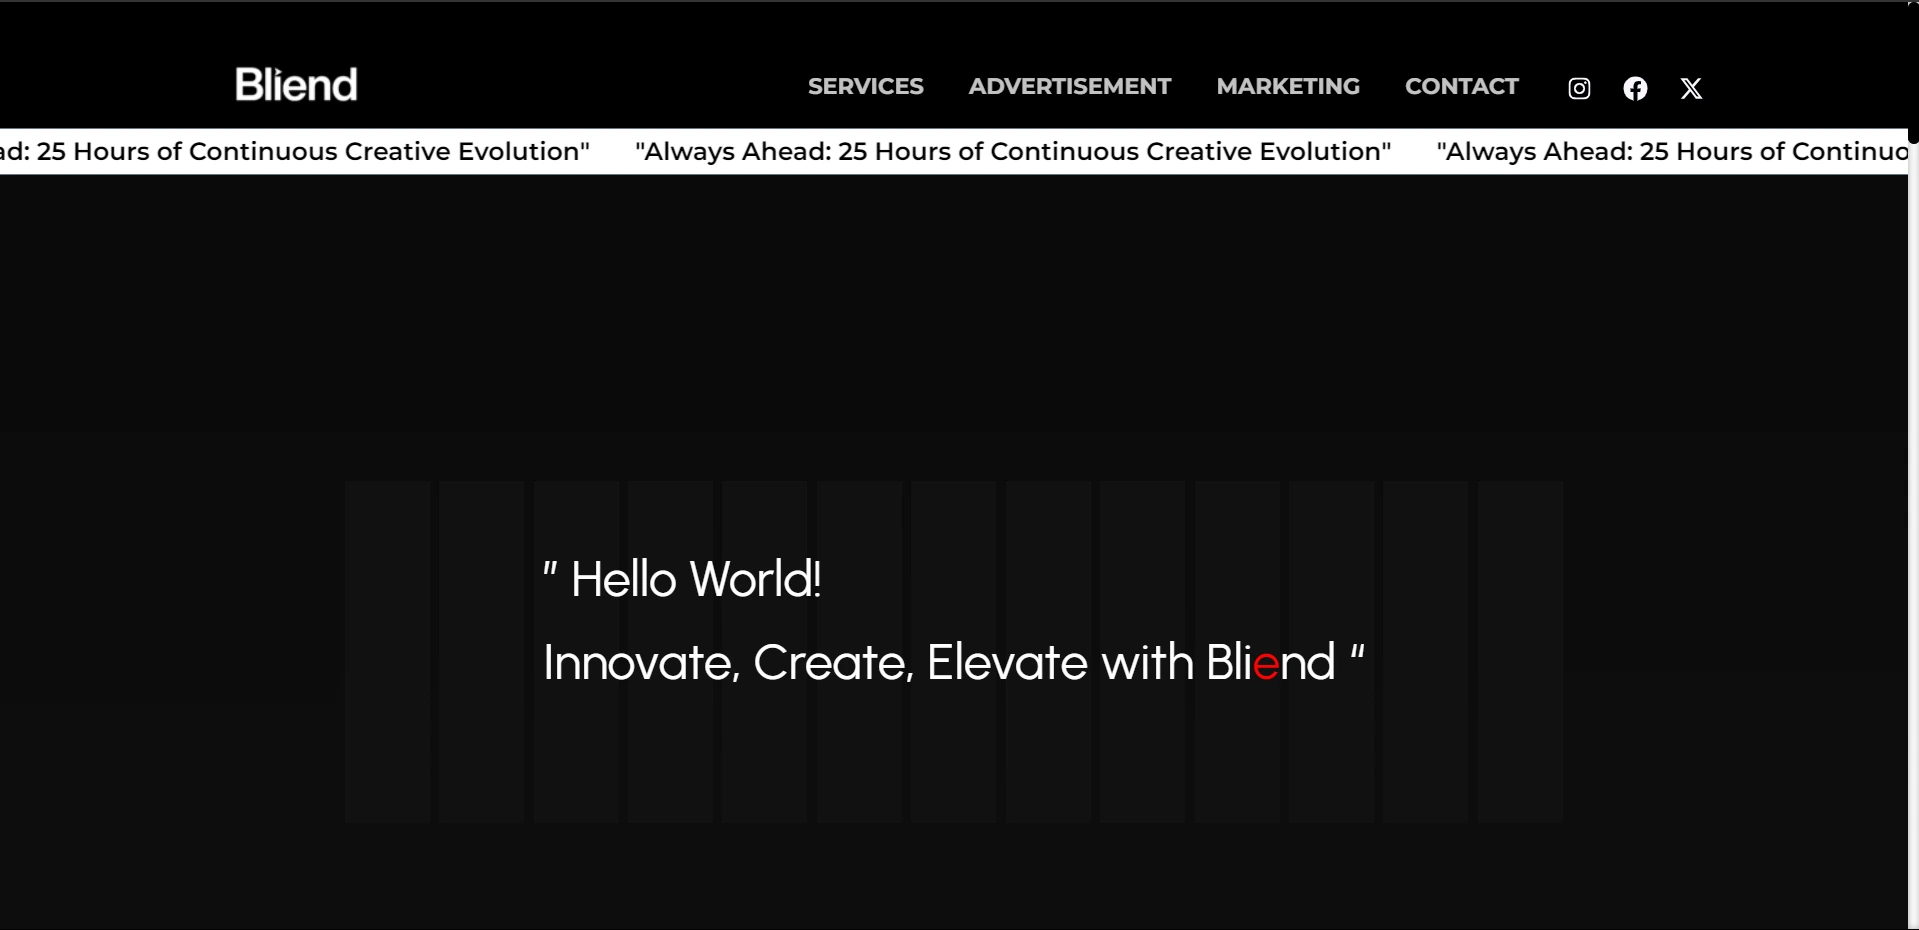 Bliend
SERVICES ADVERTISEMENT MARKETING CONTACT
ad: 25 Hours of Continuous Creative Evolution" "Always Ahead: 25 Hours of Continuous Creative Evolution" "Always Ahead: 25 Hours of Continuo
" Hello World!
Innovate, Create, Elevate with Bliend “